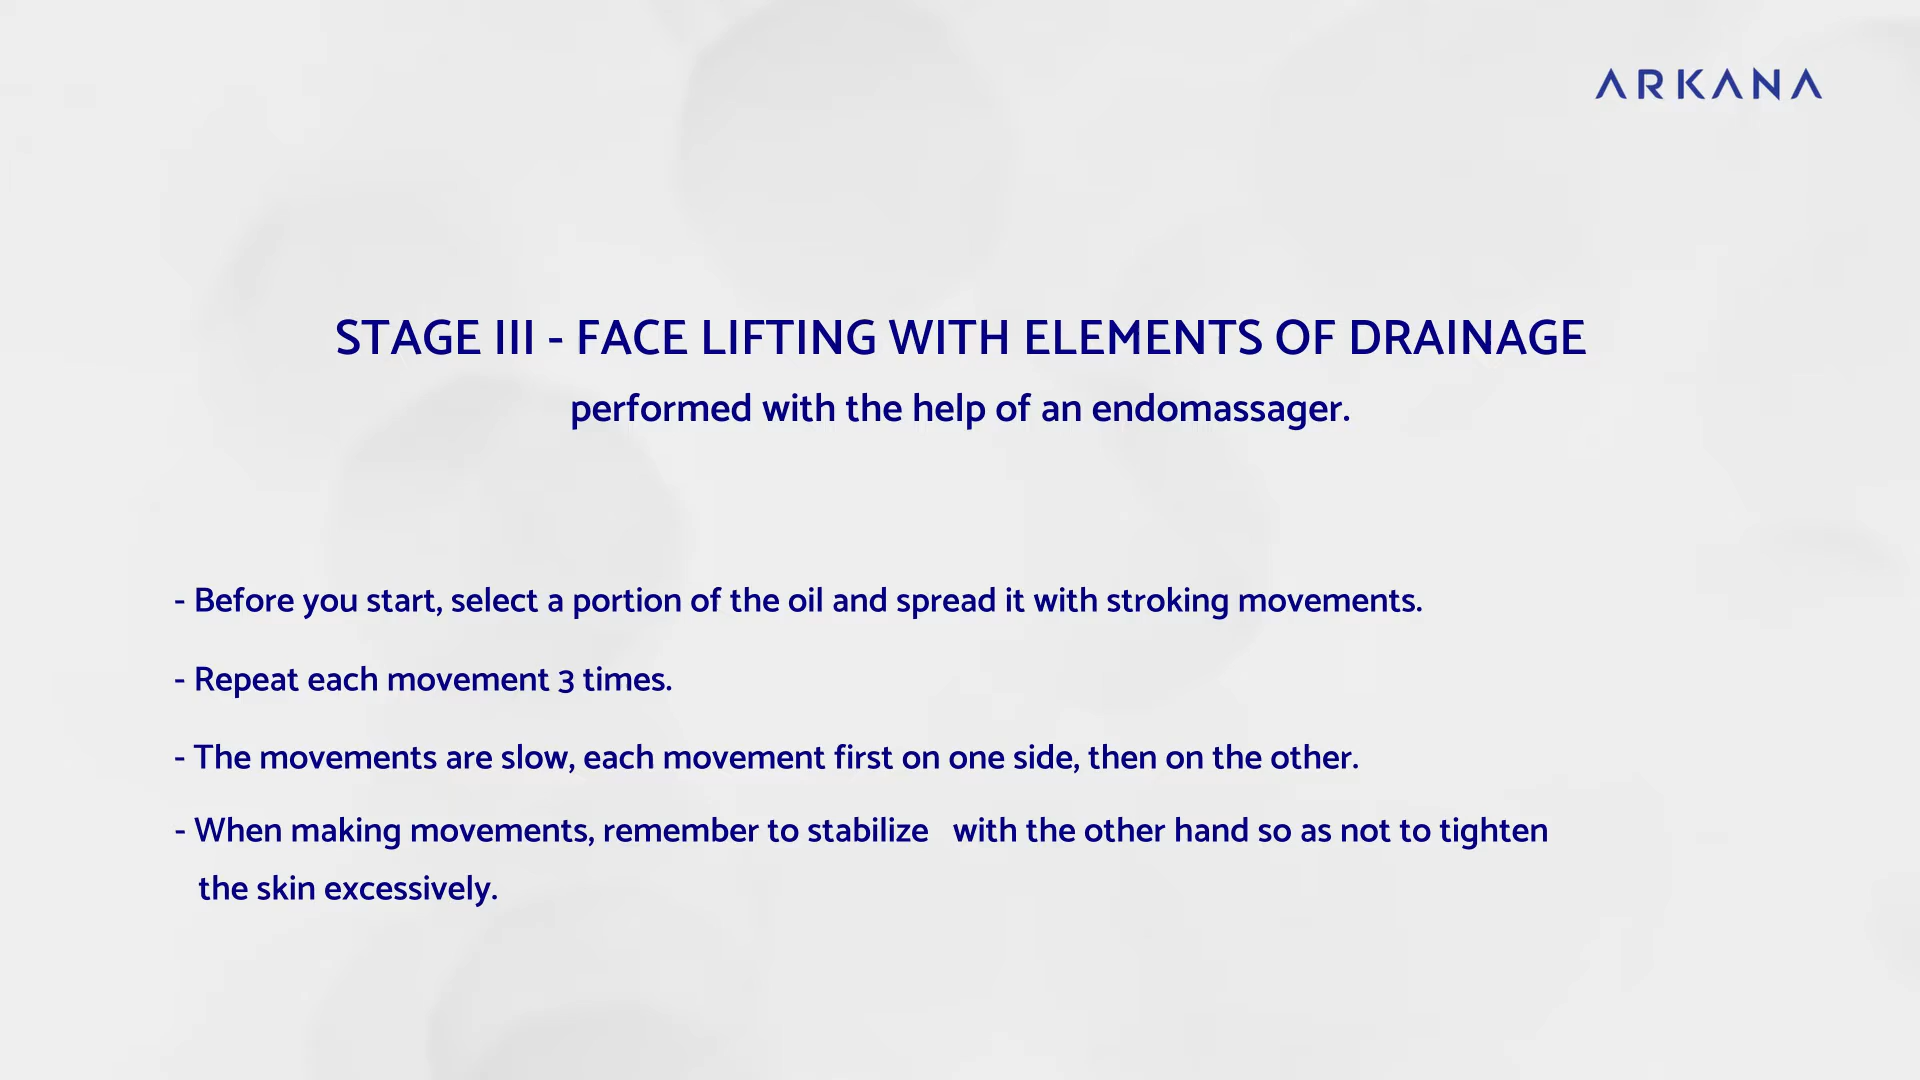 ARKANA
STAGE III - FACE LIFTING WITH ELEMENTS OF DRAINAGE
performed with the help of an endomassager.
- Before you start, select a portion of the oil and spread it with stroking movements.
- Repeat each movement 3 times.
- The movements are slow, each movement first on one side, then on the other.
- When making movements, remember to stabilize   with the other hand so as not to tighten
the skin excessively.